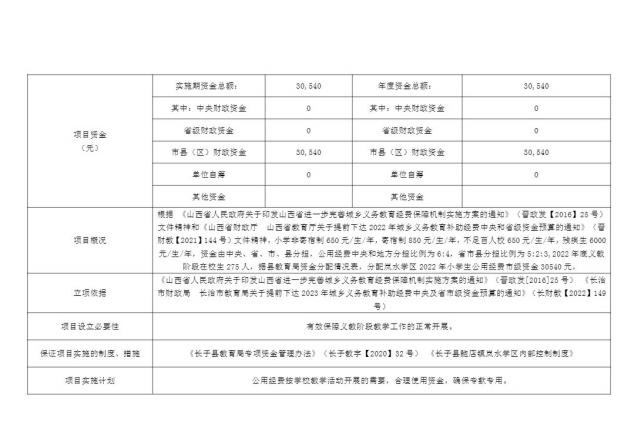 实施期资金总额： 30,540 年度资金总额： 30,540
其中：中央财政资金 0 其中：中央财政资金 0
省级财政资金 0 省级财政资金 0
项目资金
（元）
市县（区）财政资金 30,540 市县（区）财政资金 30,540
单位自筹 0 单位自筹 0
其他资金 其他资金
项目概况
根据 《山西省人民政府关于印发山西省进一步完善城乡义务教育经费保障机制实施方案的通知》（晋政发【2016】25号）
文件精神和《山西省财政厅 山西省教育厅关于提前下达2022年城乡义务教育补助经费中央和省级资金预算的通知》（晋
财教【2021】144号）文件精神，小学非寄宿制650元/生/年，寄宿制850元/生/年，不足百人校650元/生/年，残疾生6000
元/生/年，资金由中央、省、市、县分担，公用经费中央和地方分担比例为6:4，省市县分担比例为5:2:3,2022年底义教
阶段在校生275人，据县教育局资金分配情况表，分配岚水学区2022年小学生公用经费市级资金30540元。
立项依据
《山西省人民政府关于印发山西省进一步完善城乡义务教育经费保障机制实施方案的通知》（晋政发[2016]25号） 《长治
市财政局 长治市教育局关于提前下达2023年城乡义务教育补助经费中央及省市级资金预算的通知》（长财教【2022】149
号）
项目设立必要性 有效保障义教阶段教学工作的正常开展。
保证项目实施的制度、措施 《长子县教育局专项资金管理办法》（长子教字【2020】32号） 《长子县鲍店镇岚水学区内部控制制度》
项目实施计划 公用经费按学校教学活动开展的需要，合理使用资金，确保专款专用。